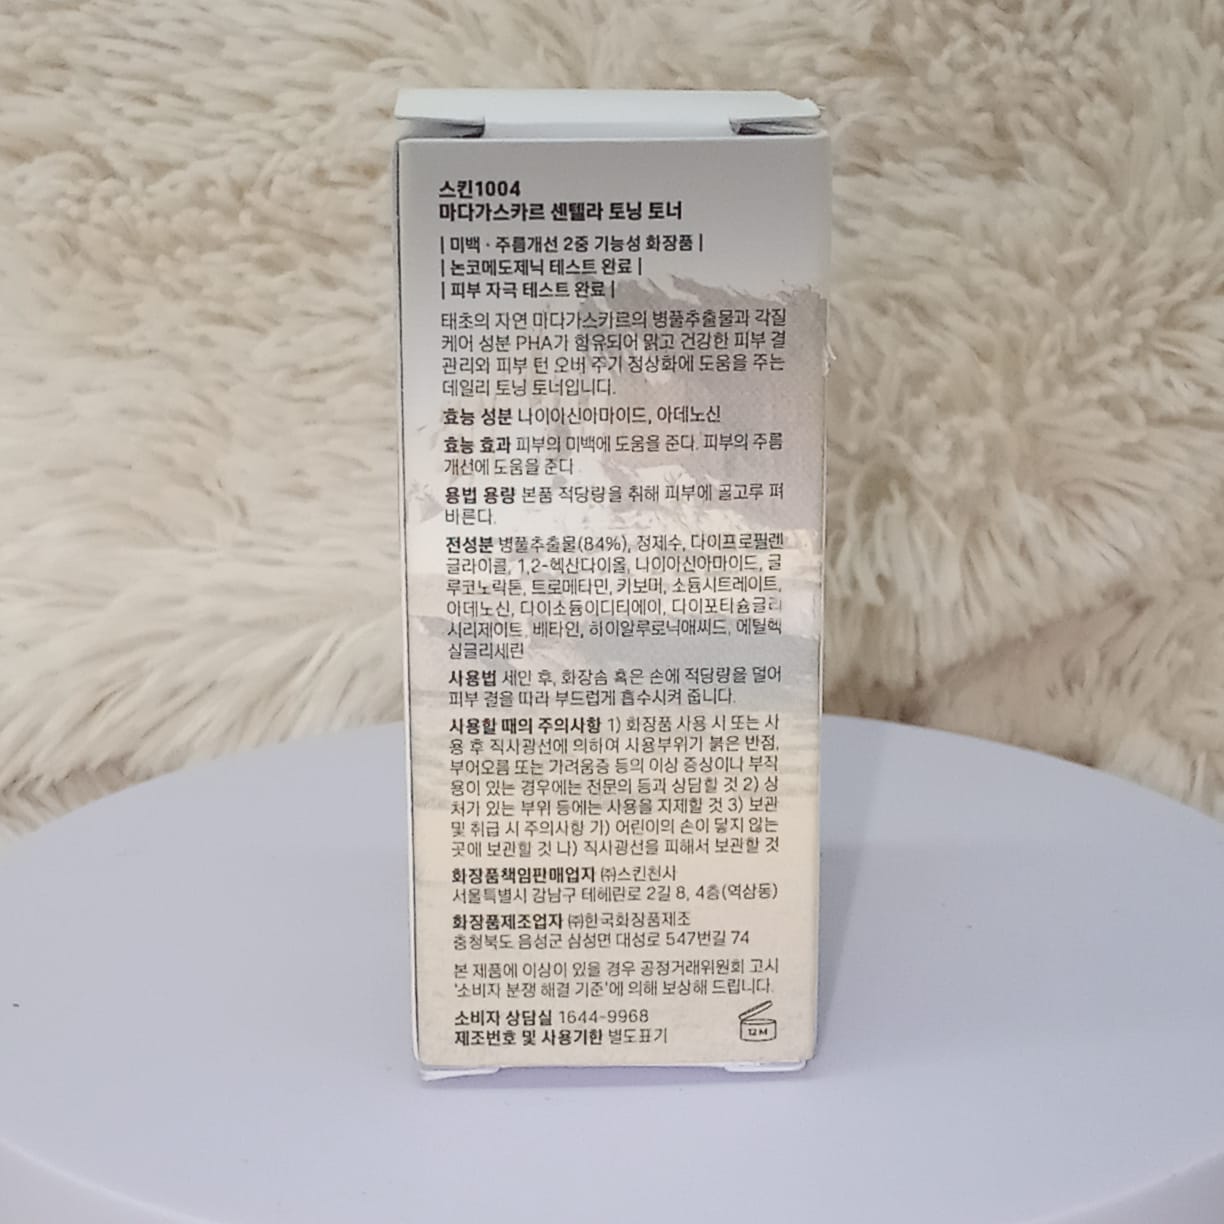 스킨1004
마다가스카르 센텔라 토닝 토너
| 미백 · 주름개선 2중 기능성 화장품 |
| 논코메도제닉 테스트 완료 |
| 피부 자극 테스트 완료 |
태초의 자연 마다가스카르의 병풀추출물과 각질
케어 성분 PHA가 함유되어 맑고 건강한 피부 결
관리와 피부 턴 오버 주기 정상화에 도움을 주는
데일리 토닝 토너입니다.
효능 성분 나이아신아마이드, 아데노신
효능 효과 피부의 미백에 도움을 준다. 피부의 주름
개선에 도움을 준다
용법 용량 본품 적당량을 취해 피부에 골고루 펴
바른다.
전성분 병풀추출물(84%), 정제수, 다이프로필렌
글라이콜, 1,2-헥산다이올, 나이아신아마이드, 글
루코노락톤, 트로메타민, 카보머, 소듐시트레이트,
아데노신, 다이소듐이디티에이, 다이포타슘글리
시리제이트, 베타인, 하이알루로닉애씨드, 에틸헥
실글리세린
사용법 세안 후, 화장솜 혹은 손에 적당량을 덜어
피부 결을 따라 부드럽게 흡수시켜 줍니다.
사용할 때의 주의사항 1) 화장품 사용 시 또는 사
용 후 직사광선에 의하여 사용부위가 붉은 반점,
부어오름 또는 가려움증 등의 이상 증상이나 부작
용이 있는 경우에는 전문의 등과 상담할 것 2) 상
처가 있는 부위 등에는 사용을 자제할 것 3) 보관
및 취급 시 주의사항 가) 어린이의 손이 닿지 않는
곳에 보관할 것 나) 직사광선을 피해서 보관할 것
화장품책임판매업자 ㈜스킨천사
서울특별시 강남구 테헤란로 2길 8, 4층(역삼동)
화장품제조업자 ㈜한국화장품제조
충청북도 음성군 삼성면 대성로 547번길 74
본 제품에 이상이 있을 경우 공정거래위원회 고시
'소비자 분쟁 해결 기준'에 의해 보상해 드립니다.
소비자 상담실 1644-9968
제조번호 및 사용기한 별도표기
12M